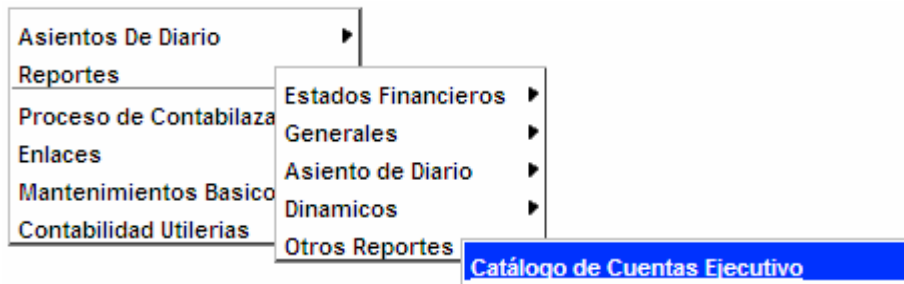 Asientos De Diario
Reportes
Proceso de Contabilaza
Enlaces
Mantenimientos Basico
Contabilidad Utilerias
Estados Financieros
Generales
Asiento de Diario
Dinamicos
Otros Reportes
Catálogo de Cuentas Ejecutivo